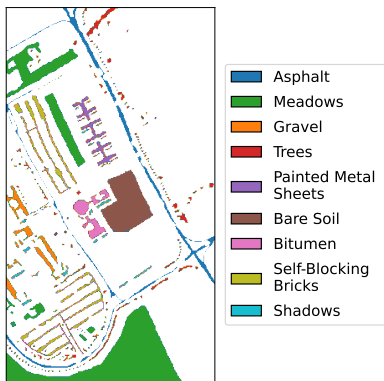 Asphalt
Meadows
Gravel
Trees
Painted Metal
Sheets
Bare Soil
Bitumen
Self-Blocking
Bricks
Shadows